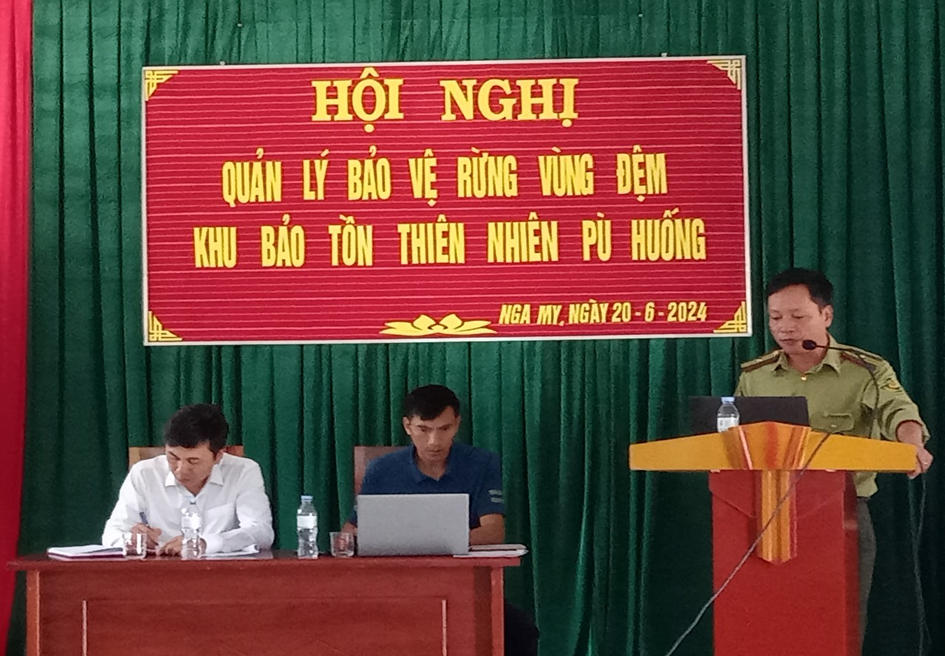 HỘI NGHỊ
QUẢN LÝ BẢO VỆ RỪNG VÙNG ĐỆM
KHU BẢO TỒN THIÊN NHIÊN PÙ HUỐNG
NGA MY, NGÀY 20 - 6 - 2024